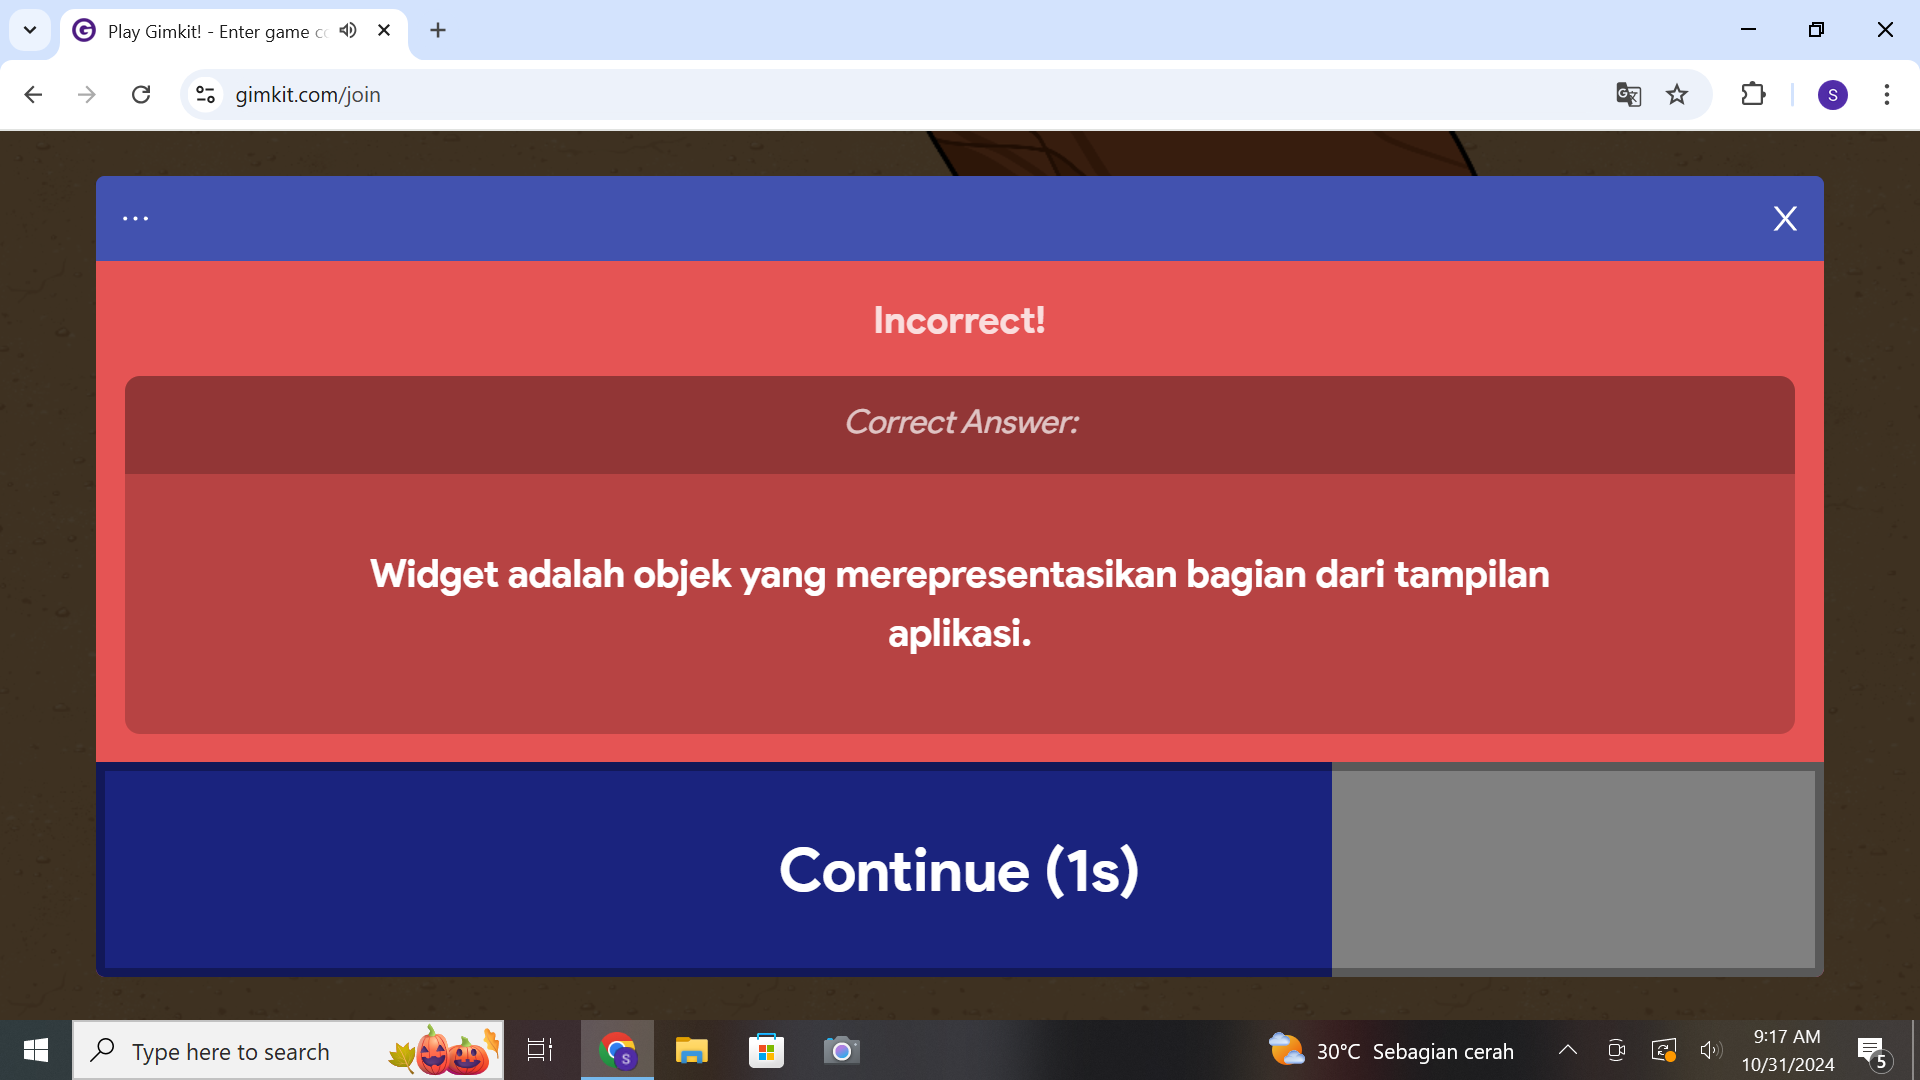 Play Gimkit! - Enter game c
gimkit.com/join
S
...
X
Incorrect!
Correct Answer:
Widget adalah objek yang merepresentasikan bagian dari tampilan
aplikasi.
Continue (1s)
Type here to search
S
30°C Sebagian cerah
9:17 AM
10/31/2024
5